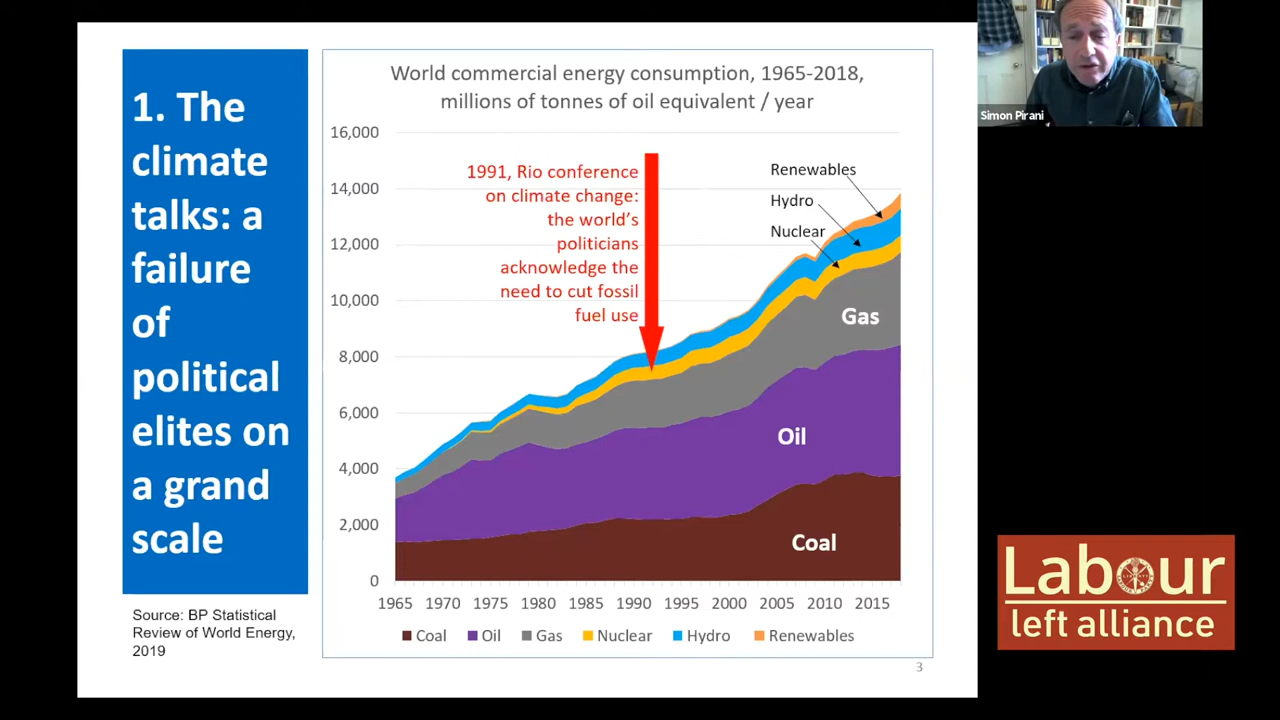 1. The
climate
talks: a
failure
of
political
elites on
a grand
scale
Source: BP Statistical
Review of World Energy,
2019
World commercial energy consumption, 1965-2018,
millions of tonnes of oil equivalent / year
16,000
14,000
12,000
10,000
8,000
6,000
4,000
2,000
0
1991, Rio conference
on climate change:
the world's
politicians
acknowledge the
need to cut fossil
fuel use
Renewables
Hydro
Nuclear
Gas
Oil
Coal
1965 1970 1975 1980 1985 1990 1995 2000 2005 2010 2015
Coal Oil Gas Nuclear Hydro Renewables
3
Simon Pirani
Labour
left alliance